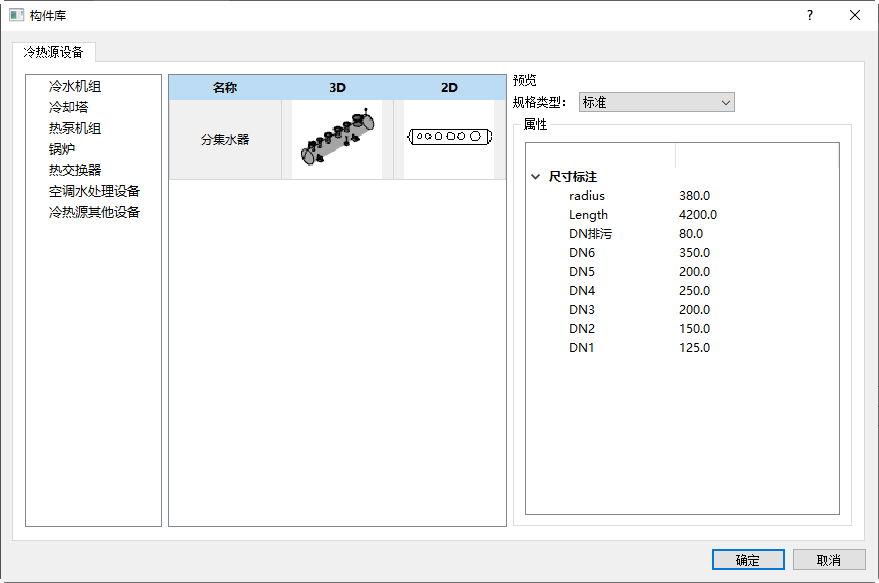 构件库
冷热源设备
冷水机组
冷却塔
热泵机组
锅炉
热交换器
空调水处理设备
冷热源其他设备
名称 3D 2D
分集水器
预览
规格类型： 标准
属性
尺寸标注
radius 380.0
Length 4200.0
DN排污 80.0
DN6 350.0
DN5 200.0
DN4 250.0
DN3 200.0
DN2 150.0
DN1 125.0
确定 取消